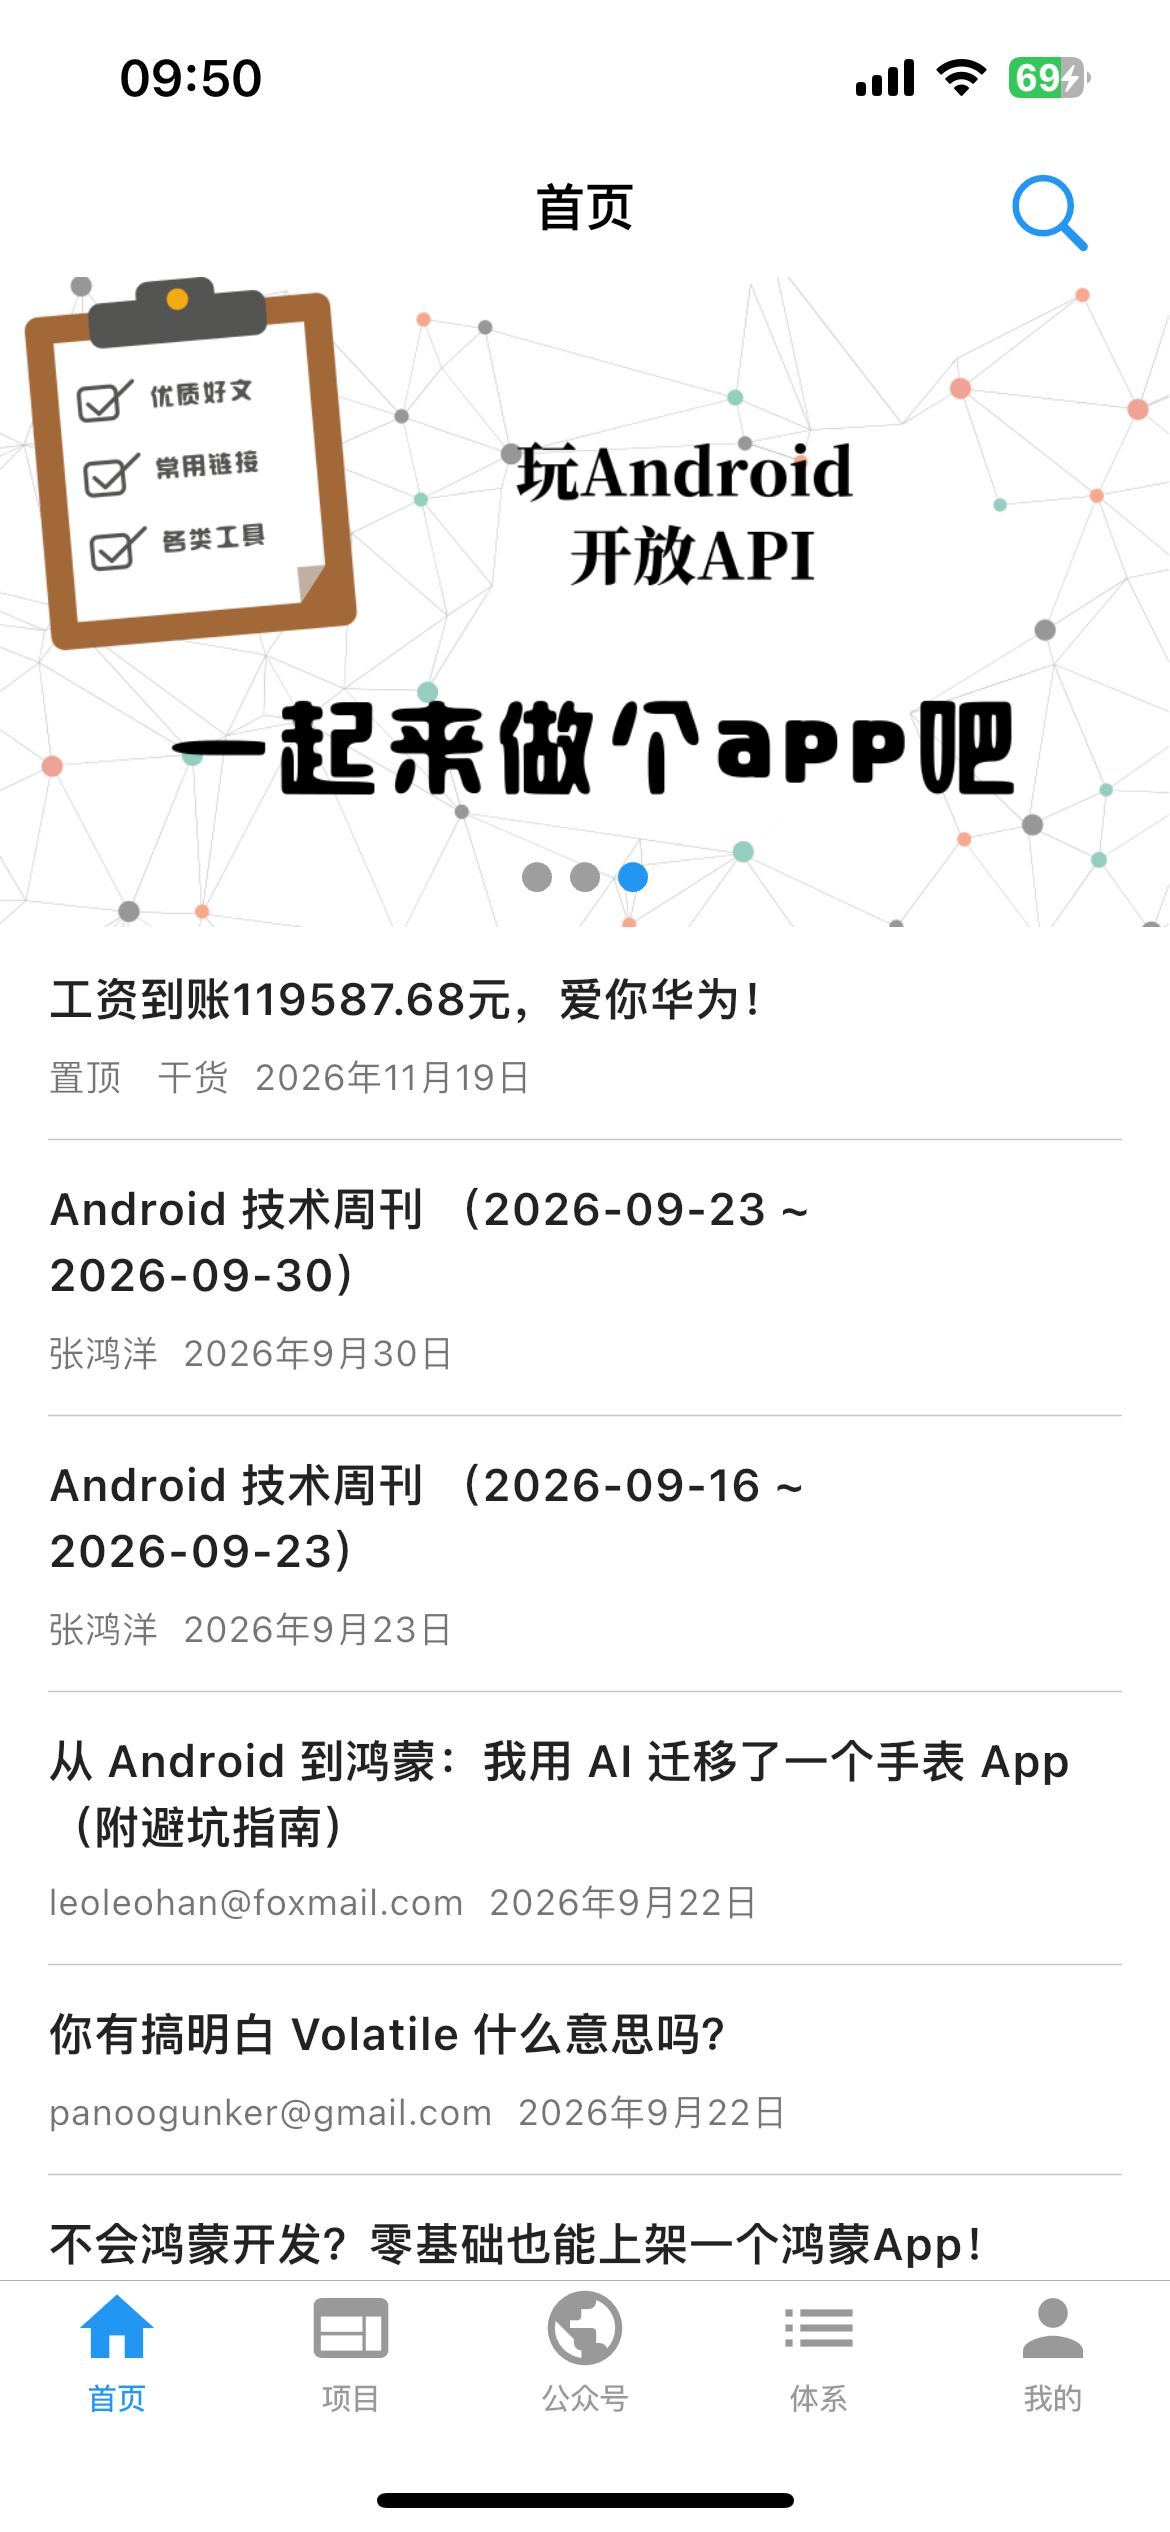 09:50
69
首页
优质好文
常用链接
各类工具
玩Android
开放API
一起来做个app吧
工资到账119587.68元，爱你华为！
置顶 干货 2026年11月19日
Android 技术周刊 （2026-09-23 ~
2026-09-30）
张鸿洋 2026年9月30日
Android 技术周刊 （2026-09-16 ~
2026-09-23）
张鸿洋 2026年9月23日
从 Android 到鸿蒙：我用 AI 迁移了一个手表 App
（附避坑指南）
leoleohan@foxmail.com 2026年9月22日
你有搞明白 Volatile 什么意思吗?
panoogunker@gmail.com 2026年9月22日
不会鸿蒙开发？零基础也能上架一个鸿蒙App！
首页 项目 公众号 体系 我的